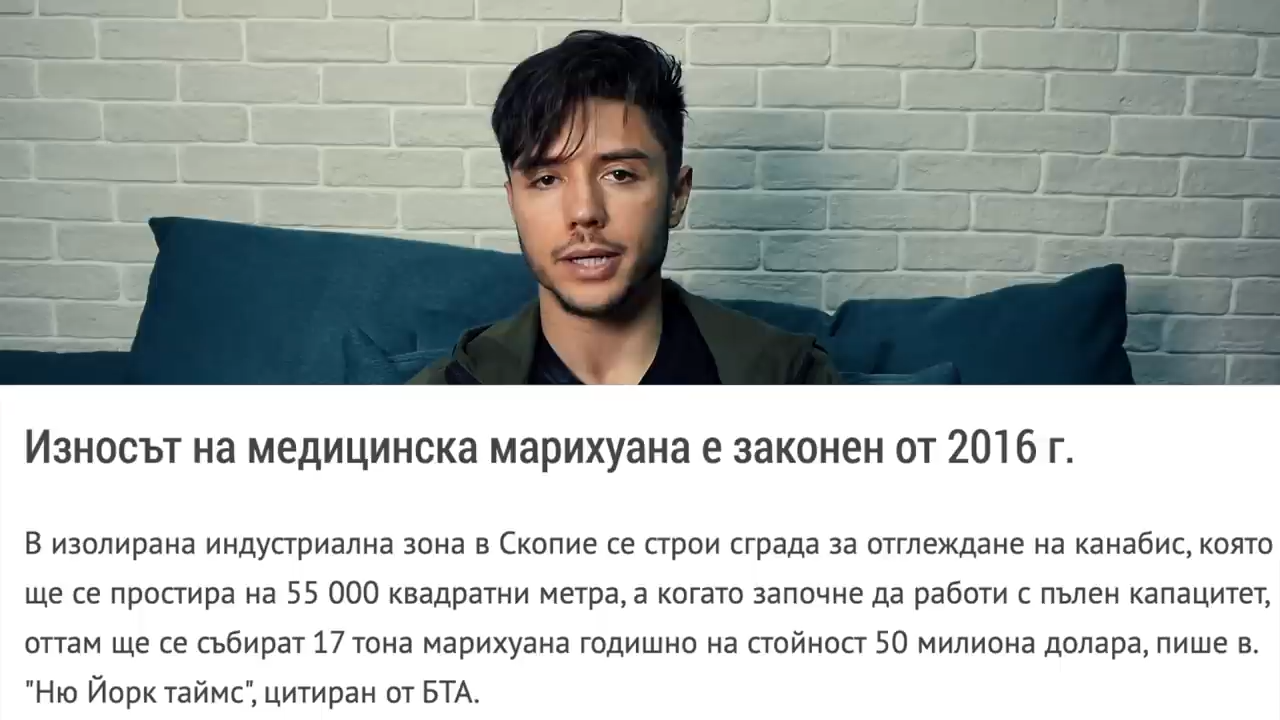 Износът на медицинска марихуана е законен от 2016 г.
В изолирана индустриална зона в Скопие се строи сграда за отглеждане на канабис, която
ще се простира на 55 000 квадратни метра, а когато започне да работи с пълен капацитет,
оттам ще се събират 17 тона марихуана годишно на стойност 50 милиона долара, пише в.
"Ню Йорк таймс", цитиран от БТА.